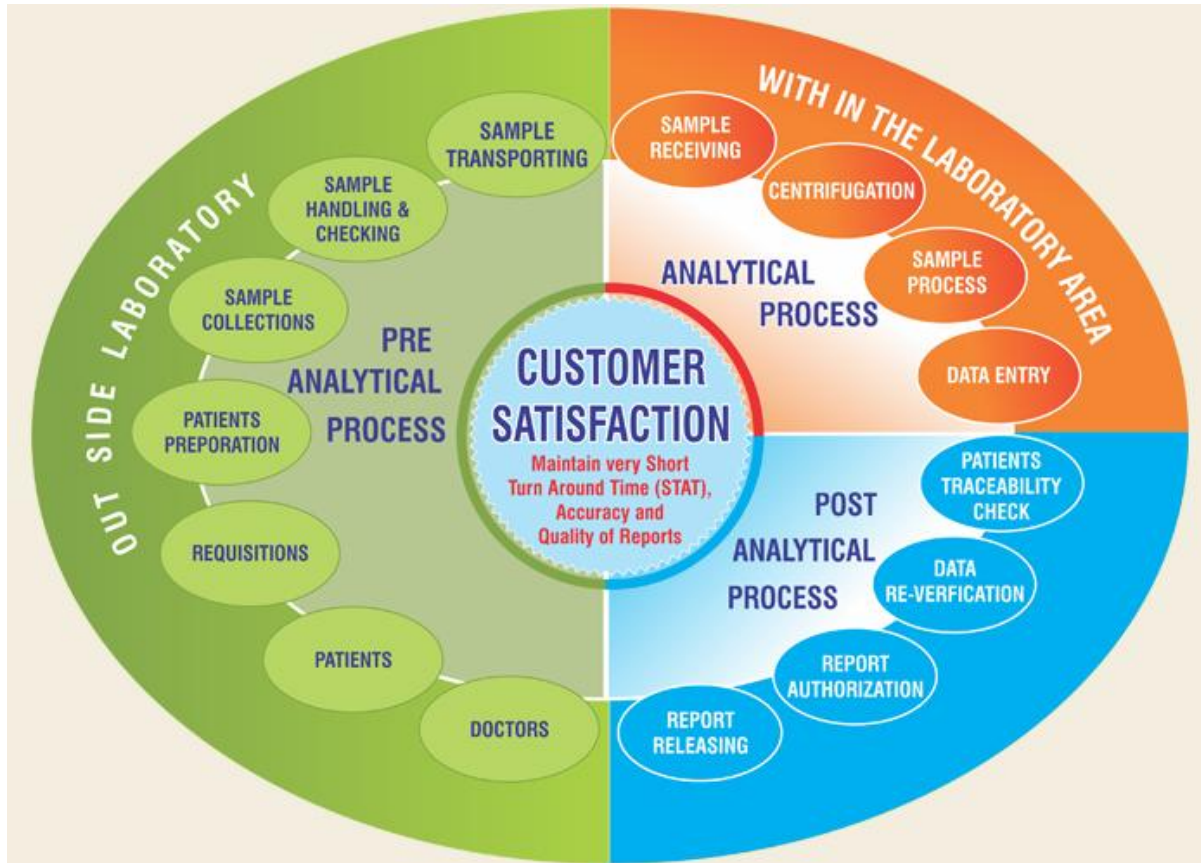 OUT SIDE LABORATORY
WITH IN THE LABORATORY AREA
SAMPLE
TRANSPORTING
SAMPLE
HANDLING &
CHECKING
SAMPLE
COLLECTIONS
PATIENTS
PREPORATION
REQUISITIONS
PATIENTS
DOCTORS
PRE
ANALYTICAL
PROCESS
SAMPLE
RECEIVING
CENTRIFUGATION
SAMPLE
PROCESS
DATA ENTRY
ANALYTICAL
PROCESS
CUSTOMER
SATISFACTION
Maintain very Short
Turn Around Time (STAT),
Accuracy and
Quality of Reports
POST
ANALYTICAL
PROCESS
PATIENTS
TRACEABILITY
CHECK
DATA
RE-VERFICATION
REPORT
AUTHORIZATION
REPORT
RELEASING